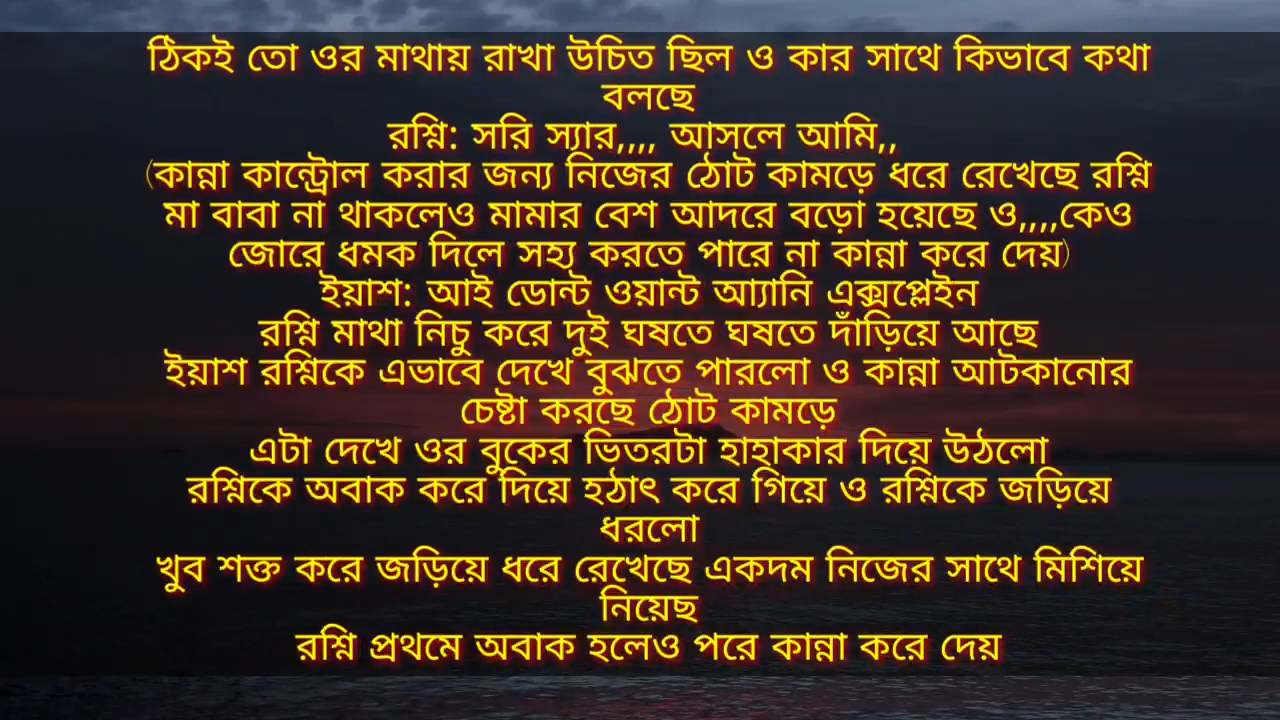 ঠিকই তো ওর মাথায় রাখা উচিত ছিল ও কার সাথে কিভাবে কথা
বলছে
রশ্নি: সরি স্যার,,,, আসলে আমি,,
(কান্না কান্ট্রোল করার জন্য নিজের ঠোট কামড়ে ধরে রেখেছে রশ্নি
মা বাবা না থাকলেও মামার বেশ আদরে বড়ো হয়েছে ও,,,,কেও
জোরে ধমক দিলে সহ্য করতে পারে না কান্না করে দেয়)
ইয়াশ: আই ডোন্ট ওয়ান্ট অ্যানি এক্সপ্লেইন
রশ্নি মাথা নিচু করে দুই ঘষতে ঘষতে দাঁড়িয়ে আছে
ইয়াশ রশ্নিকে এভাবে দেখে বুঝতে পারলো ও কান্না আটকানোর
চেষ্টা করছে ঠোট কামড়ে
এটা দেখে ওর বুকের ভিতরটা হাহাকার দিয়ে উঠলো
রশ্নিকে অবাক করে দিয়ে হঠাৎ করে গিয়ে ও রশ্নিকে জড়িয়ে
ধরলো
খুব শক্ত করে জড়িয়ে ধরে রেখেছে একদম নিজের সাথে মিশিয়ে
নিয়েছ
রশ্নি প্রথমে অবাক হলেও পরে কান্না করে দেয়